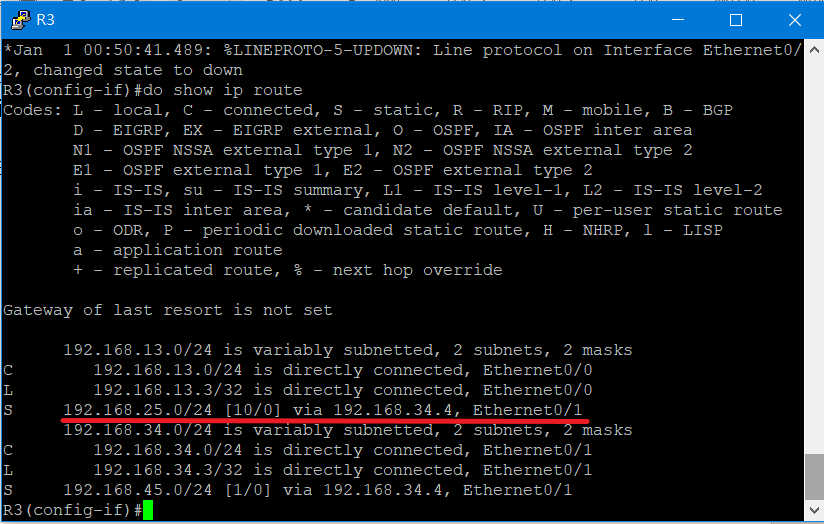 R3
*Jan  1 00:50:41.489: %LINEPROTO-5-UPDOWN: Line protocol on Interface Ethernet0/
2, changed state to down
R3(config-if)#do show ip route
Codes: L - local, C - connected, S - static, R - RIP, M - mobile, B - BGP
       D - EIGRP, EX - EIGRP external, O - OSPF, IA - OSPF inter area
       N1 - OSPF NSSA external type 1, N2 - OSPF NSSA external type 2
       E1 - OSPF external type 1, E2 - OSPF external type 2
       i - IS-IS, su - IS-IS summary, L1 - IS-IS level-1, L2 - IS-IS level-2
       ia - IS-IS inter area, * - candidate default, U - per-user static route
       o - ODR, P - periodic downloaded static route, H - NHRP, l - LISP
       a - application route
       + - replicated route, % - next hop override
Gateway of last resort is not set
      192.168.13.0/24 is variably subnetted, 2 subnets, 2 masks
C        192.168.13.0/24 is directly connected, Ethernet0/0
L        192.168.13.3/32 is directly connected, Ethernet0/0
S     192.168.25.0/24 [10/0] via 192.168.34.4, Ethernet0/1
      192.168.34.0/24 is variably subnetted, 2 subnets, 2 masks
C        192.168.34.0/24 is directly connected, Ethernet0/1
L        192.168.34.3/32 is directly connected, Ethernet0/1
S     192.168.45.0/24 [1/0] via 192.168.34.4, Ethernet0/1
R3(config-if)#